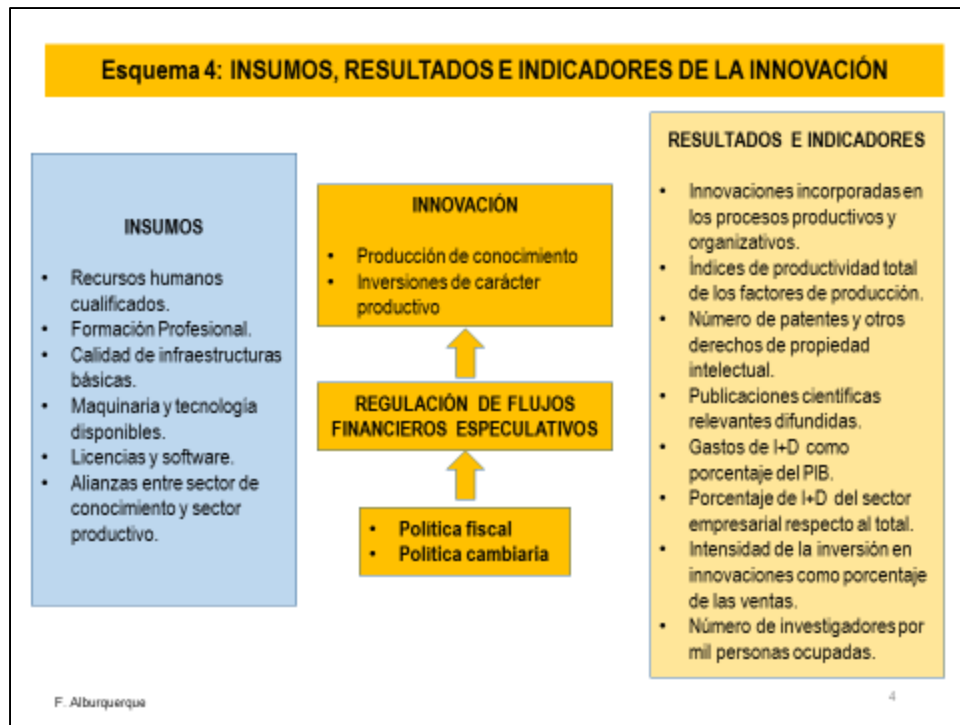 Esquema 4: INSUMOS, RESULTADOS E INDICADORES DE LA INNOVACIÓN
INSUMOS
• Recursos humanos
cualificados.
• Formación Profesional.
• Calidad de infraestructuras
básicas.
• Maquinaria y tecnología
disponibles.
• Licencias y software.
• Alianzas entre sector de
conocimiento y sector
productivo.
INNOVACIÓN
• Producción de conocimiento
• Inversiones de carácter
productivo
REGULACIÓN DE FLUJOS
FINANCIEROS ESPECULATIVOS
• Política fiscal
• Política cambiaria
RESULTADOS E INDICADORES
• Innovaciones incorporadas en
los procesos productivos y
organizativos.
• Índices de productividad total
de los factores de producción.
• Número de patentes y otros
derechos de propiedad
intelectual.
• Publicaciones científicas
relevantes difundidas.
• Gastos de I+D como
porcentaje del PIB.
• Porcentaje de I+D del sector
empresarial respecto al total.
• Intensidad de la inversión en
innovaciones como porcentaje
de las ventas.
• Número de investigadores por
mil personas ocupadas.
F. Alburquerque
4